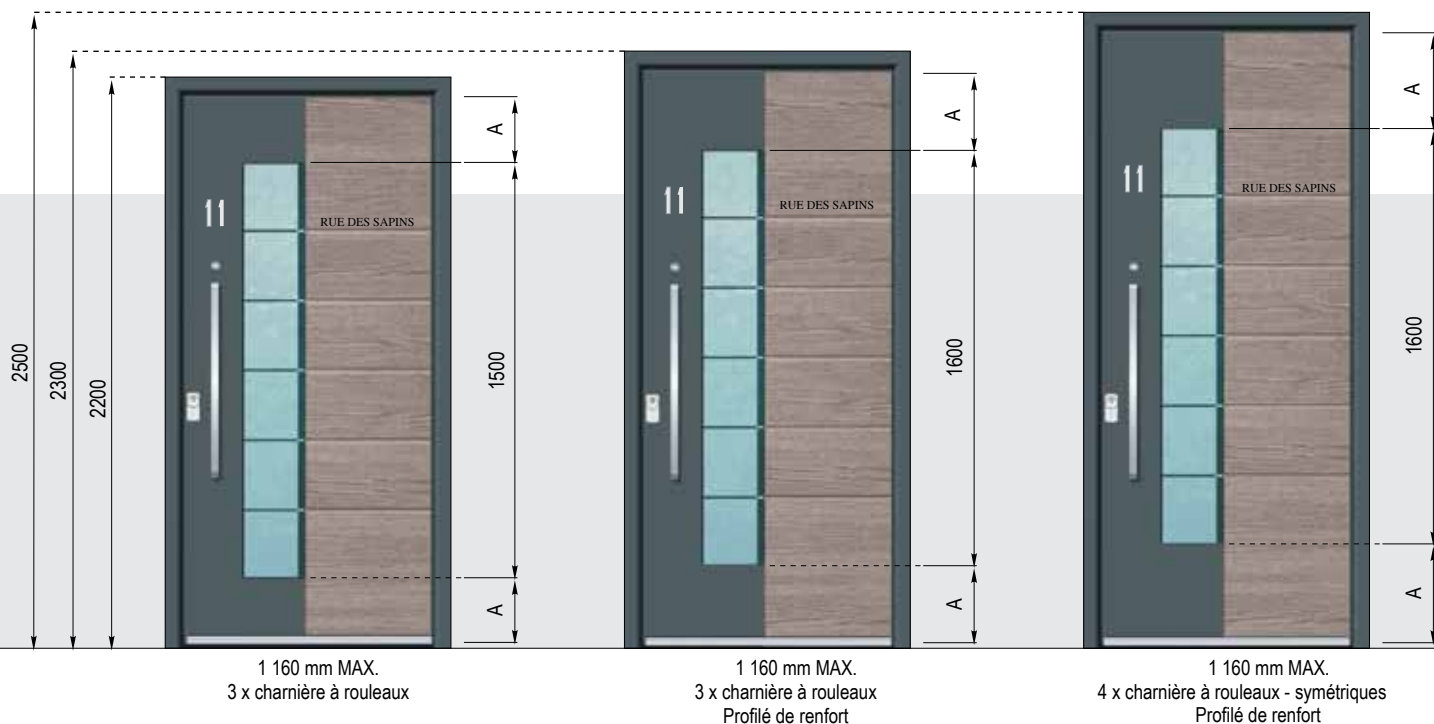 2500
2300
2200
A
1500
A
11
RUE DES SAPINS
1 160 mm MAX.
3 x charnière à rouleaux
A
1600
A
11
RUE DES SAPINS
1 160 mm MAX.
3 x charnière à rouleaux
Profilé de renfort
A
1600
A
11
RUE DES SAPINS
1 160 mm MAX.
4 x charnière à rouleaux - symétriques
Profilé de renfort